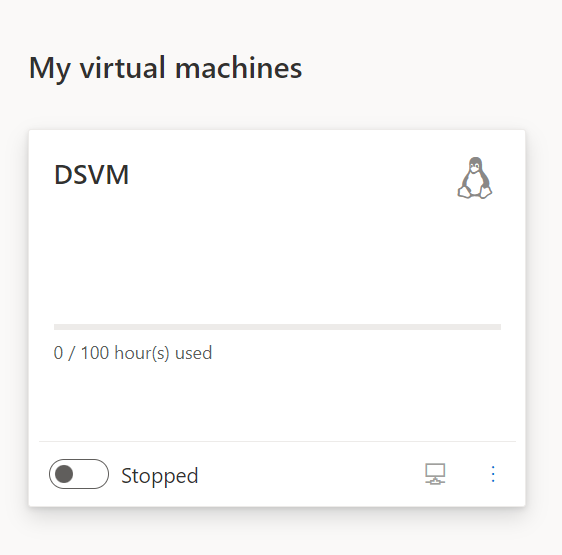 My virtual machines
DSVM
0 / 100 hour(s) used
Stopped